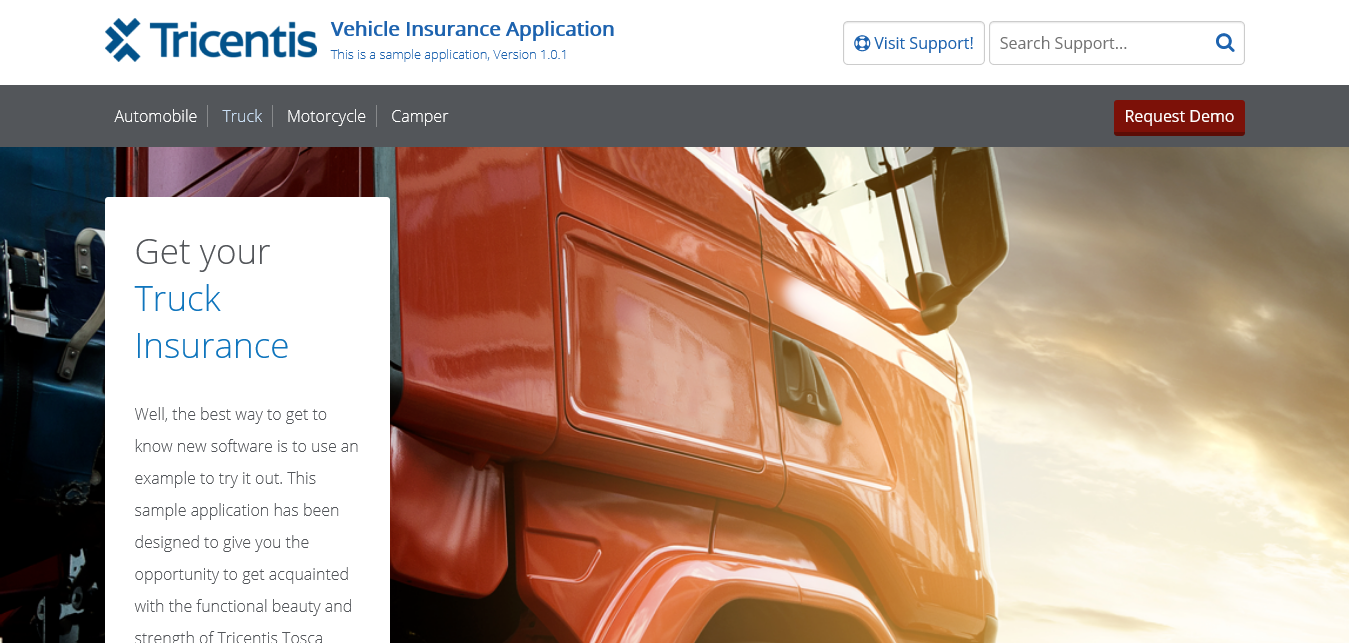 Tricentis
Vehicle Insurance Application
This is a sample application, Version 1.0.1
Visit Support!
Search Support...
Automobile
Truck
Motorcycle
Camper
Request Demo
Get your
Truck
Insurance
Well, the best way to get to
know new software is to use an
example to try it out. This
sample application has been
designed to give you the
opportunity to get acquainted
with the functional beauty and
strength of Tricentis Tosca